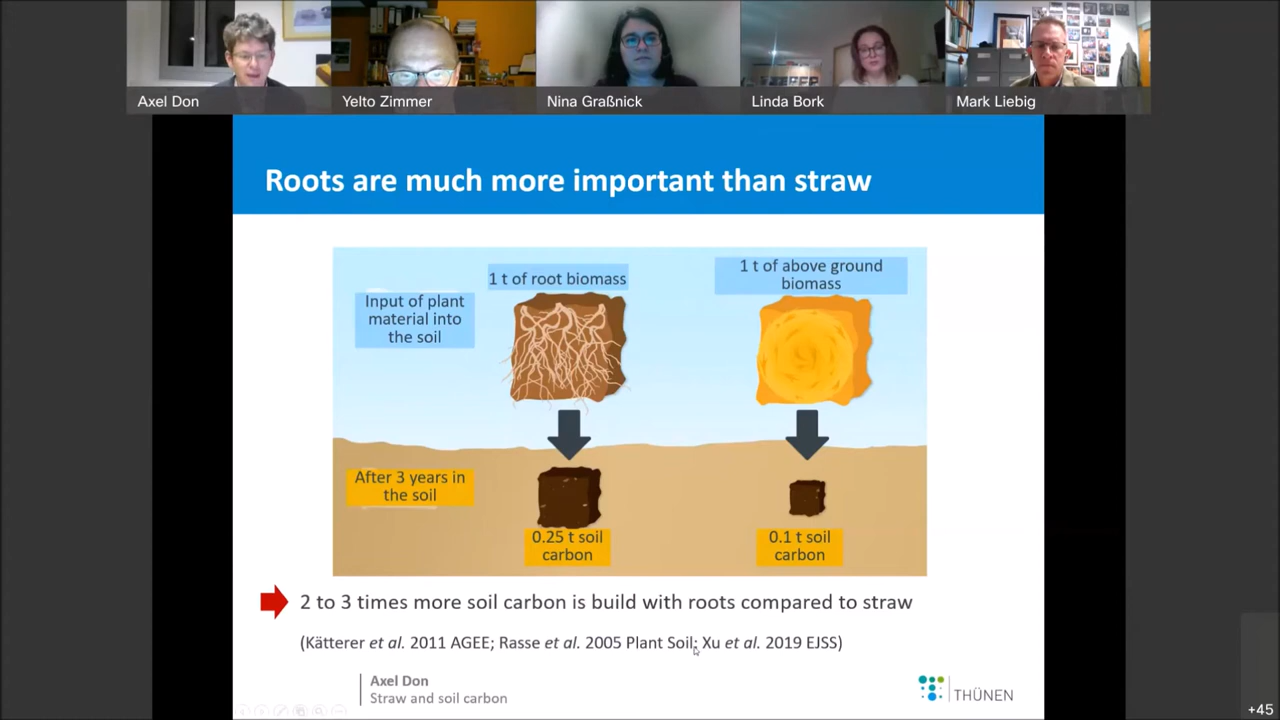 Axel Don
Yelto Zimmer
Nina Graßnick
Linda Bork
Mark Liebig
Roots are much more important than straw
1 t of root biomass
1 t of above ground
biomass
Input of plant
material into
the soil
After 3 years in
the soil
0.25 t soil
carbon
0.1 t soil
carbon
2 to 3 times more soil carbon is build with roots compared to straw
(Kätterer et al. 2011 AGEE; Rasse et al. 2005 Plant Soil; Xu et al. 2019 EJSS)
Axel Don
Straw and soil carbon
THÜNEN
+45